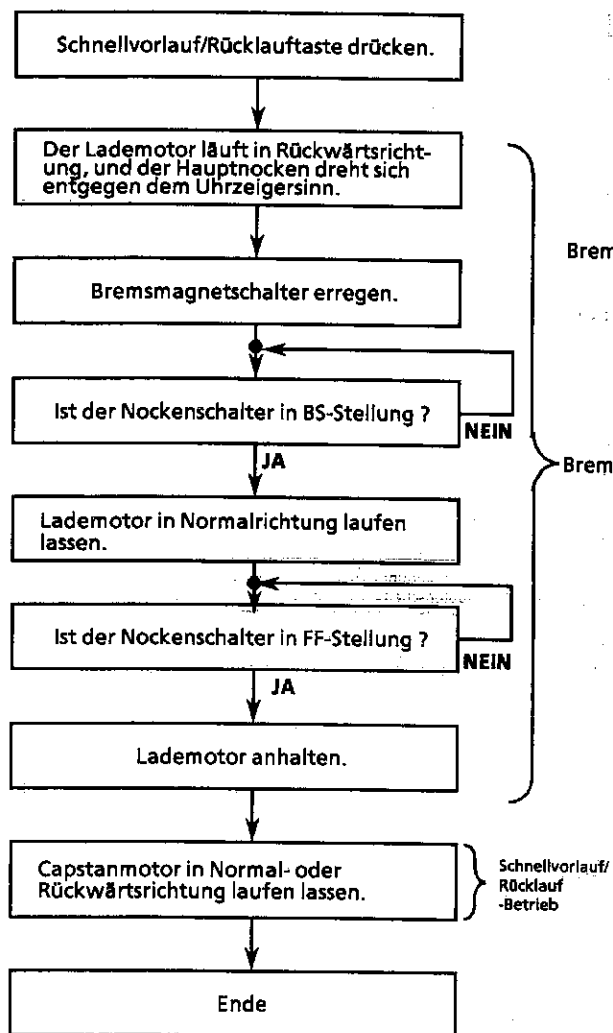 Schnellvorlauf/Rücklauftaste drücken.
Der Lademotor läuft in Rückwärtsricht-
ung, und der Hauptnocken dreht sich
entgegen dem Uhrzeigersinn.
Brem
Bremsmagnetschalter erregen.
Ist der Nockenschalter in BS-Stellung ?
NEIN
JA
Brem
Lademotor in Normalrichtung laufen
lassen.
Ist der Nockenschalter in FF-Stellung ?
NEIN
JA
Lademotor anhalten.
Capstanmotor in Normal- oder
Rückwärtsrichtung laufen lassen.
Schnellvorlauf/
Rücklauf
-Betrieb
Ende